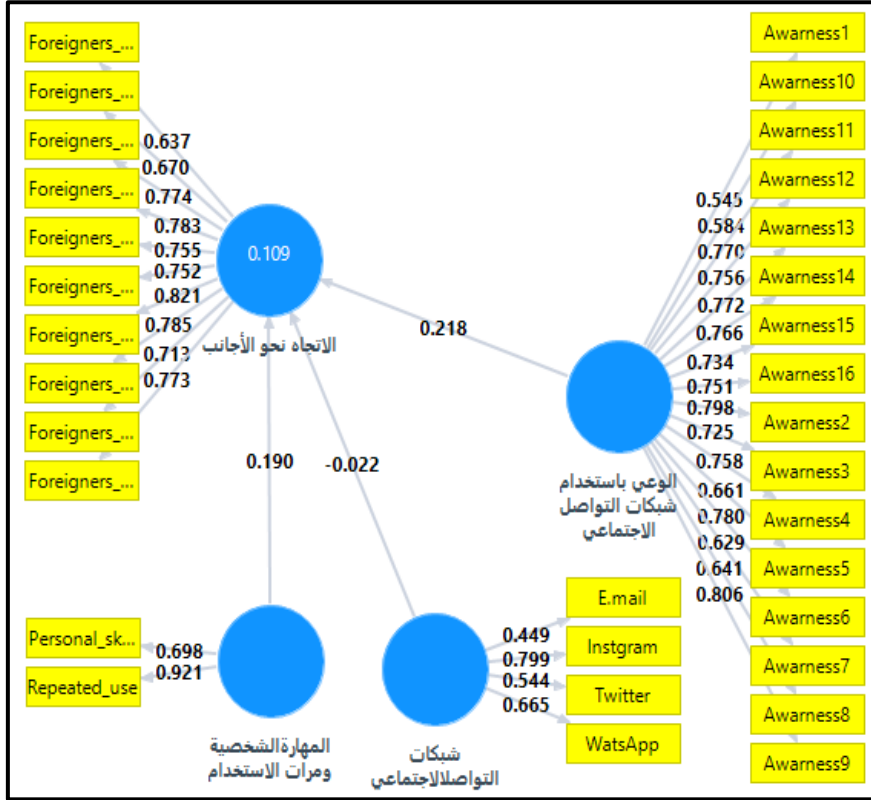 Foreigners_...
Foreigners_...
Foreigners_...
Foreigners_...
Foreigners_...
Foreigners_...
Foreigners_...
Foreigners_...
Foreigners_...
Foreigners_...
0.637
0.670
0.774
0.783
0.755
0.752
0.821
0.785
0.713
0.773
0.109
الاتجاه نحو الأجانب
0.218
0.190
-0.022
الوعي باستخدام
شبكات التواصل
الاجتماعي
0.545
0.584
0.770
0.756
0.772
0.766
0.734
0.751
0.798
0.725
0.758
0.661
0.780
0.629
0.641
0.806
Awarness1
Awarness10
Awarness11
Awarness12
Awarness13
Awarness14
Awarness15
Awarness16
Awarness2
Awarness3
Awarness4
Awarness5
Awarness6
Awarness7
Awarness8
Awarness9
Personal_sk...
Repeated_use
0.698
0.921
المهارةالشخصية
ومرات الاستخدام
شبكات
التواصلالاجتماعي
0.449
0.799
0.544
0.665
E.mail
Instgram
Twitter
WatsApp